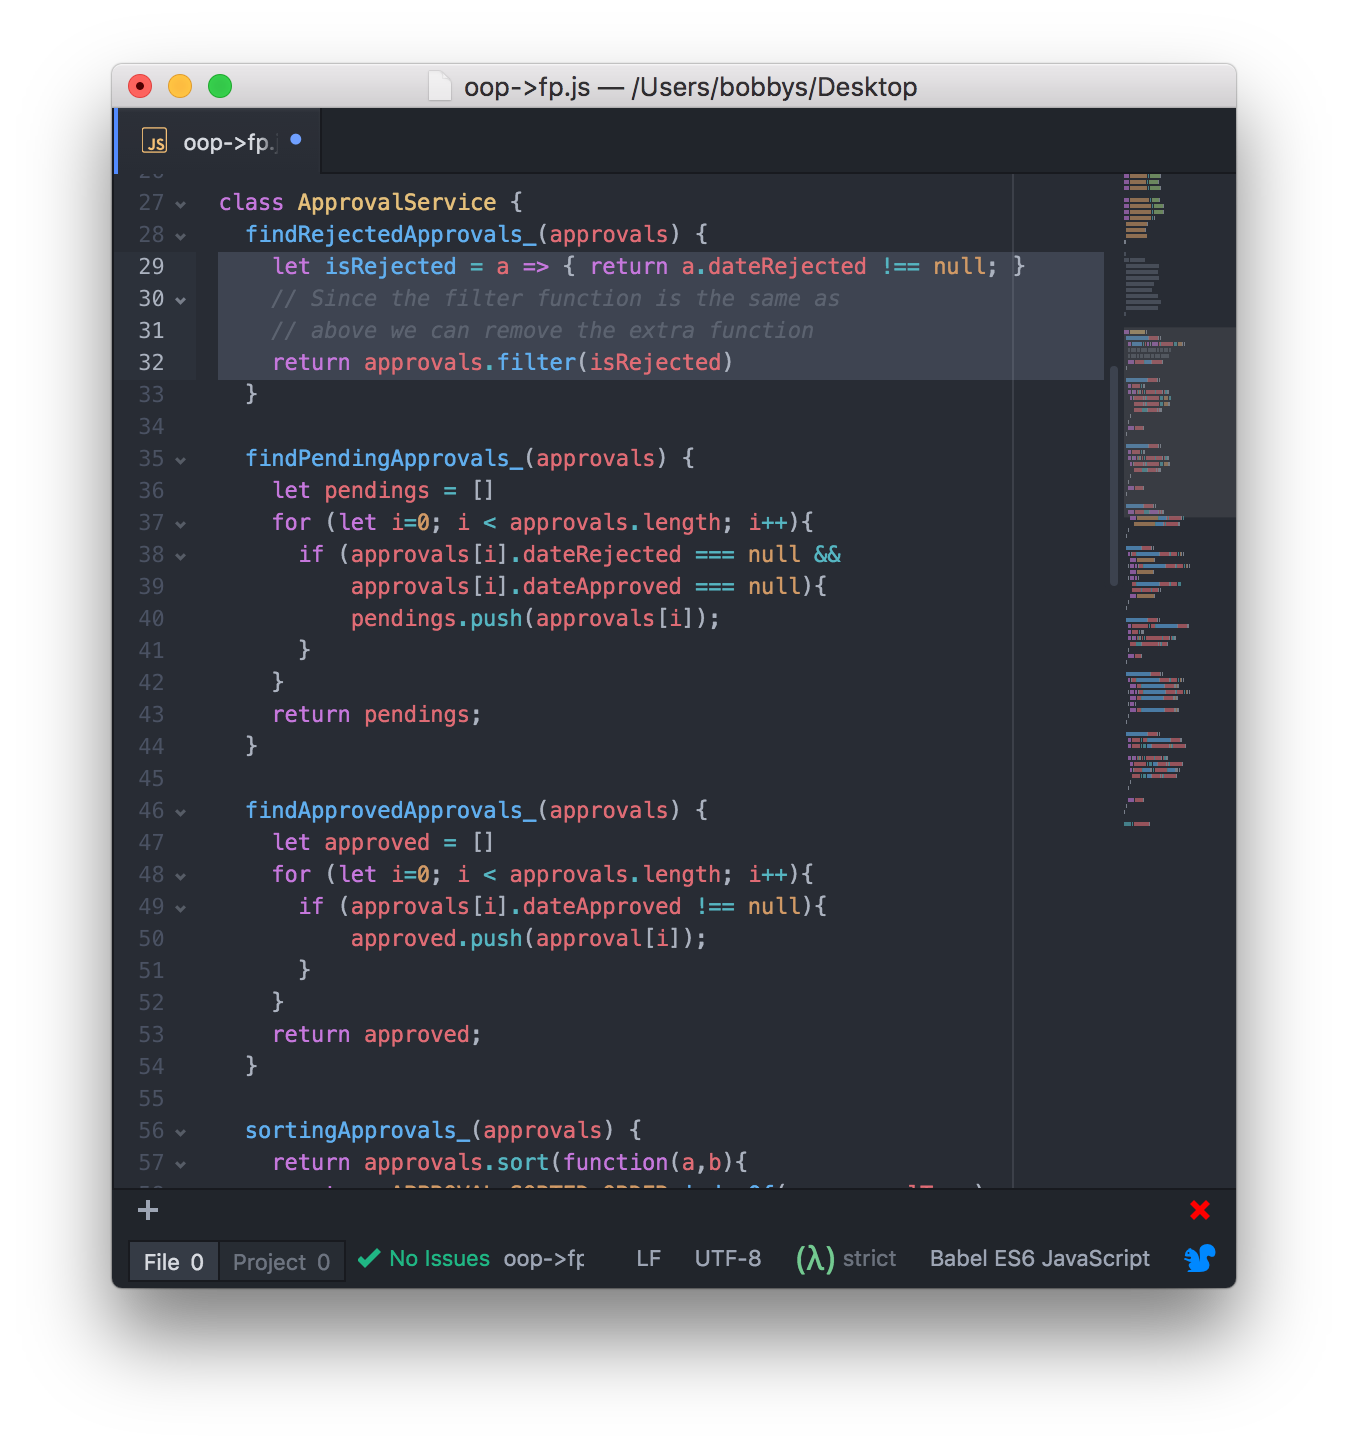 oop->fp.js — /Users/bobbys/Desktop
JS oop->fp.j
27 class ApprovalService {
28 findRejectedApprovals_(approvals) {
29 let isRejected = a => { return a.dateRejected !== null; }
30 // Since the filter function is the same as
31 // above we can remove the extra function
32 return approvals.filter(isRejected)
33 }
34
35 findPendingApprovals_(approvals) {
36 let pendings = []
37 for (let i=0; i < approvals.length; i++){
38 if (approvals[i].dateRejected === null &&
39 approvals[i].dateApproved === null){
40 pendings.push(approvals[i]);
41 }
42 }
43 return pendings;
44 }
45
46 findApprovedApprovals_(approvals) {
47 let approved = []
48 for (let i=0; i < approvals.length; i++){
49 if (approvals[i].dateApproved !== null){
50 approved.push(approval[i]);
51 }
52 }
53 return approved;
54 }
55
56 sortingApprovals_(approvals) {
57 return approvals.sort(function(a,b){
File 0 Project 0 No Issues oop->fp LF UTF-8 (λ) strict Babel ES6 JavaScript